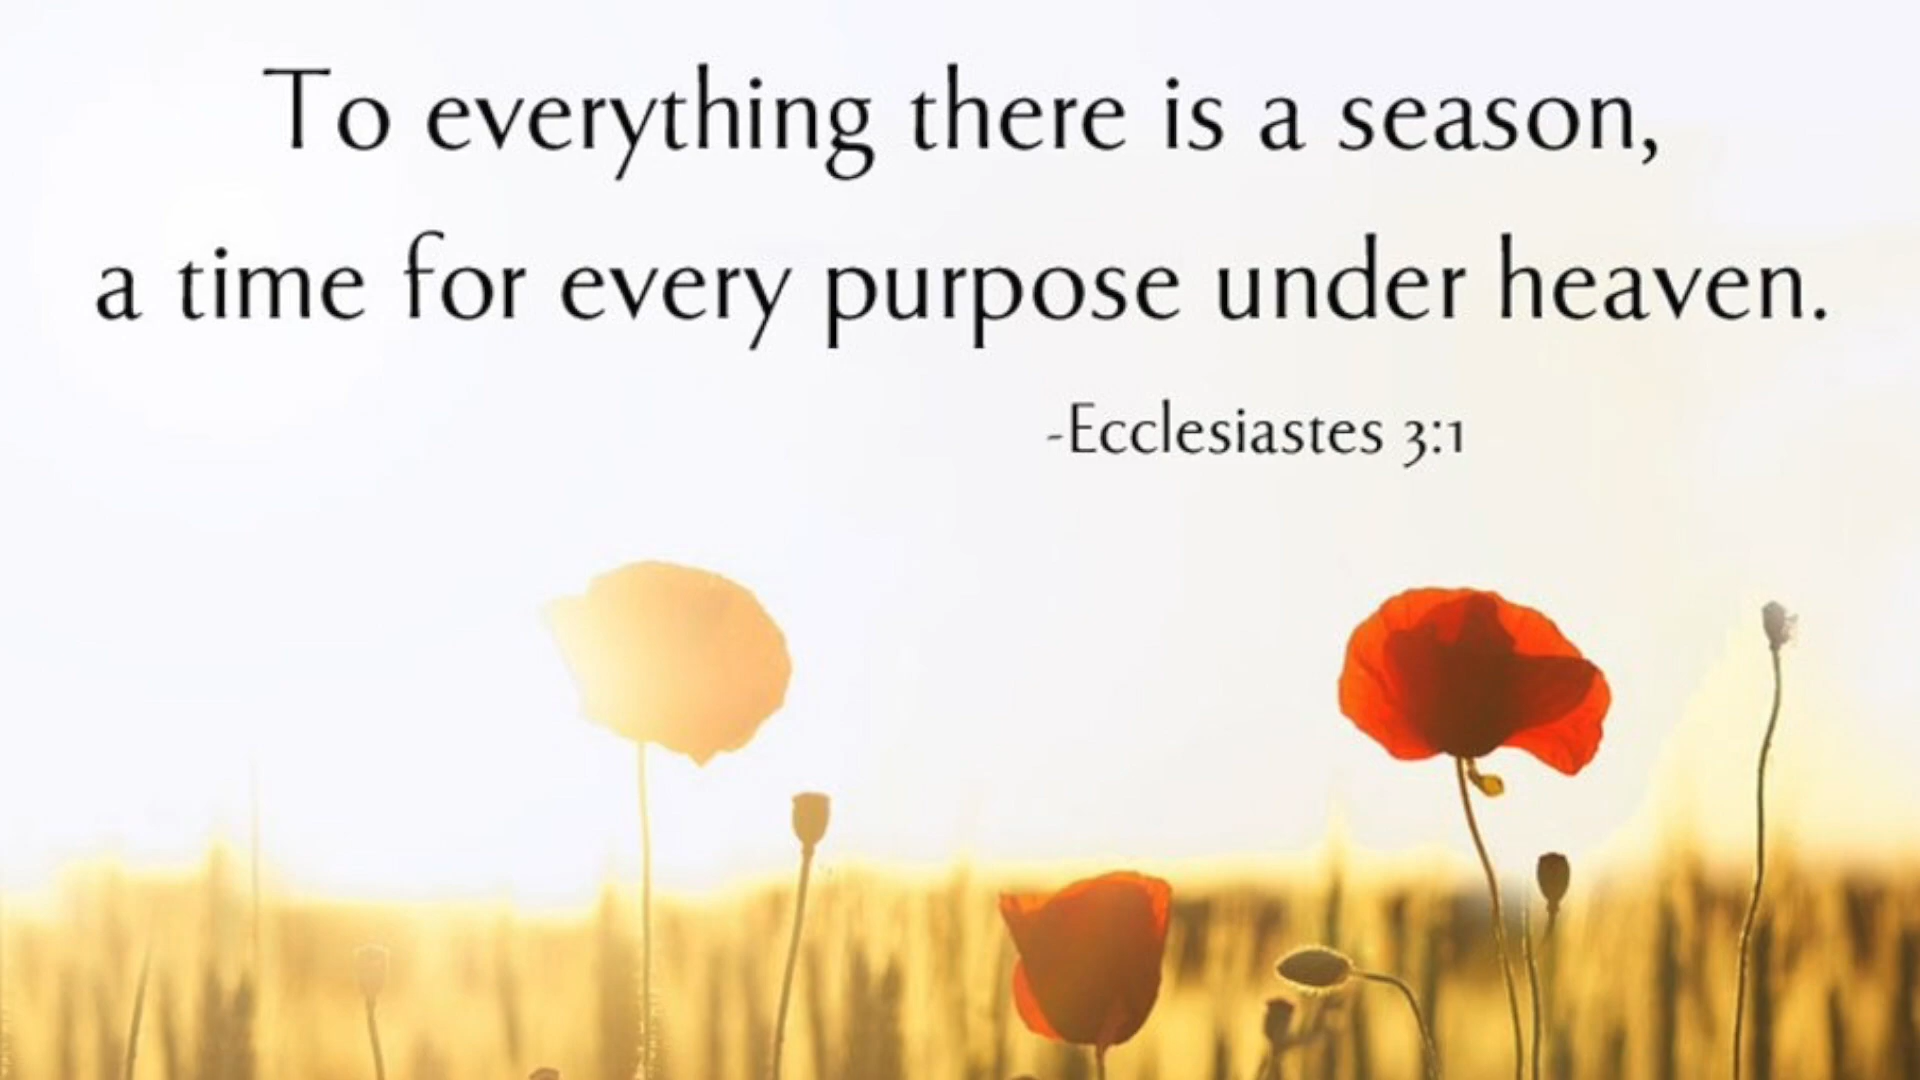 To everything there is a season,
a time for every purpose under heaven.
-Ecclesiastes 3:1